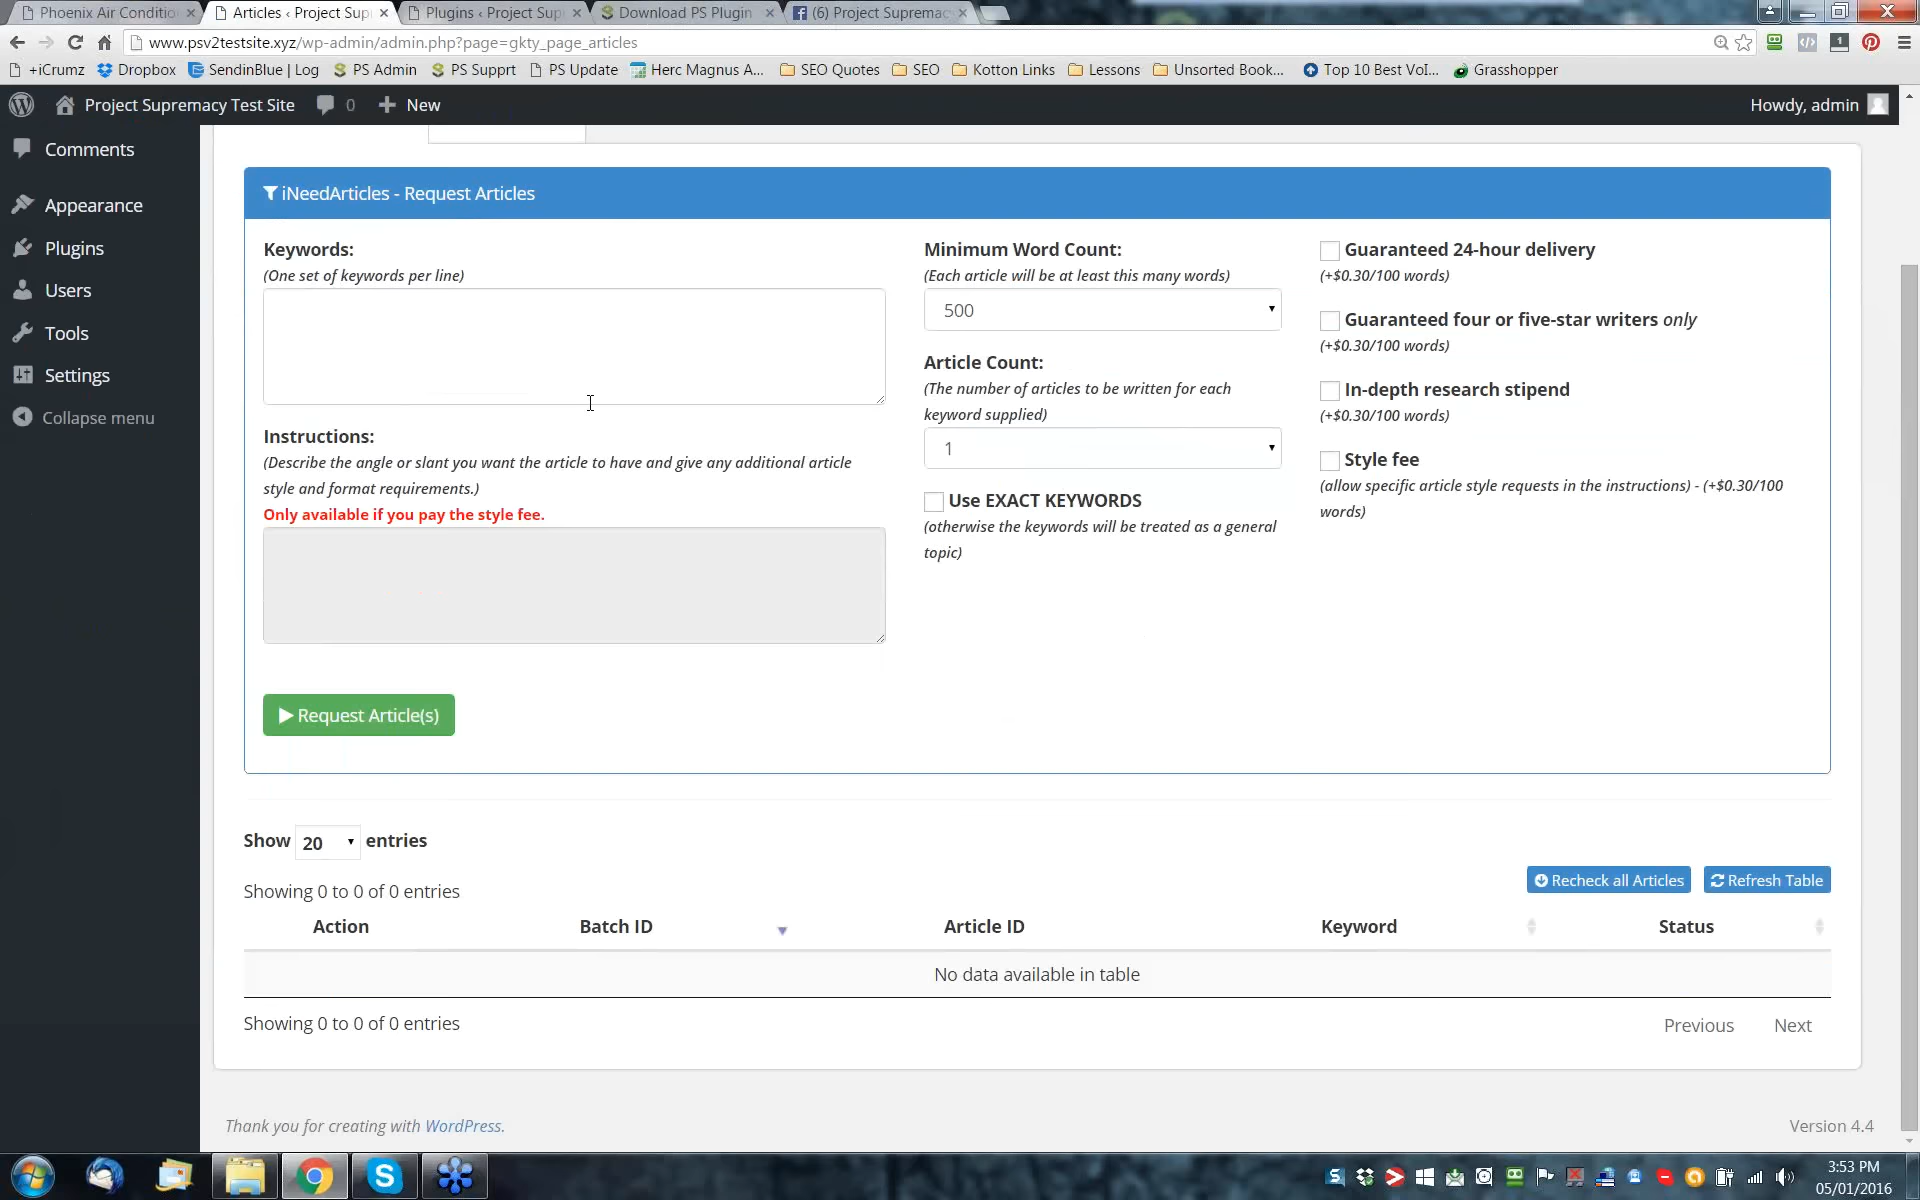 Phoenix Air Conditio
Articles ‹ Project Sup
Plugins ‹ Project Sup
Download PS Plugin
(6) Project Supremac
www.psv2testsite.xyz/wp-admin/admin.php?page=gkty_page_articles
+iCrumz
Dropbox
SendinBlue | Log
PS Admin
PS Supprt
PS Update
Herc Magnus A...
SEO Quotes
SEO
Kotton Links
Lessons
Unsorted Book...
Top 10 Best VoI...
Grasshopper
Project Supremacy Test Site
0
New
Howdy, admin
Comments
Appearance
Plugins
Users
Tools
Settings
Collapse menu
iNeedArticles - Request Articles
Keywords:
(One set of keywords per line)
Instructions:
(Describe the angle or slant you want the article to have and give any additional article
style and format requirements.)
Only available if you pay the style fee.
Request Article(s)
Minimum Word Count:
(Each article will be at least this many words)
500
Article Count:
(The number of articles to be written for each
keyword supplied)
1
Use EXACT KEYWORDS
(otherwise the keywords will be treated as a general
topic)
Guaranteed 24-hour delivery
(+$0.30/100 words)
Guaranteed four or five-star writers only
(+$0.30/100 words)
In-depth research stipend
(+$0.30/100 words)
Style fee
(allow specific article style requests in the instructions) - (+$0.30/100
words)
Show 20 entries
Showing 0 to 0 of 0 entries
Recheck all Articles
Refresh Table
Action Batch ID Article ID Keyword Status
No data available in table
Showing 0 to 0 of 0 entries
Previous Next
Thank you for creating with WordPress.
Version 4.4
3:53 PM
05/01/2016